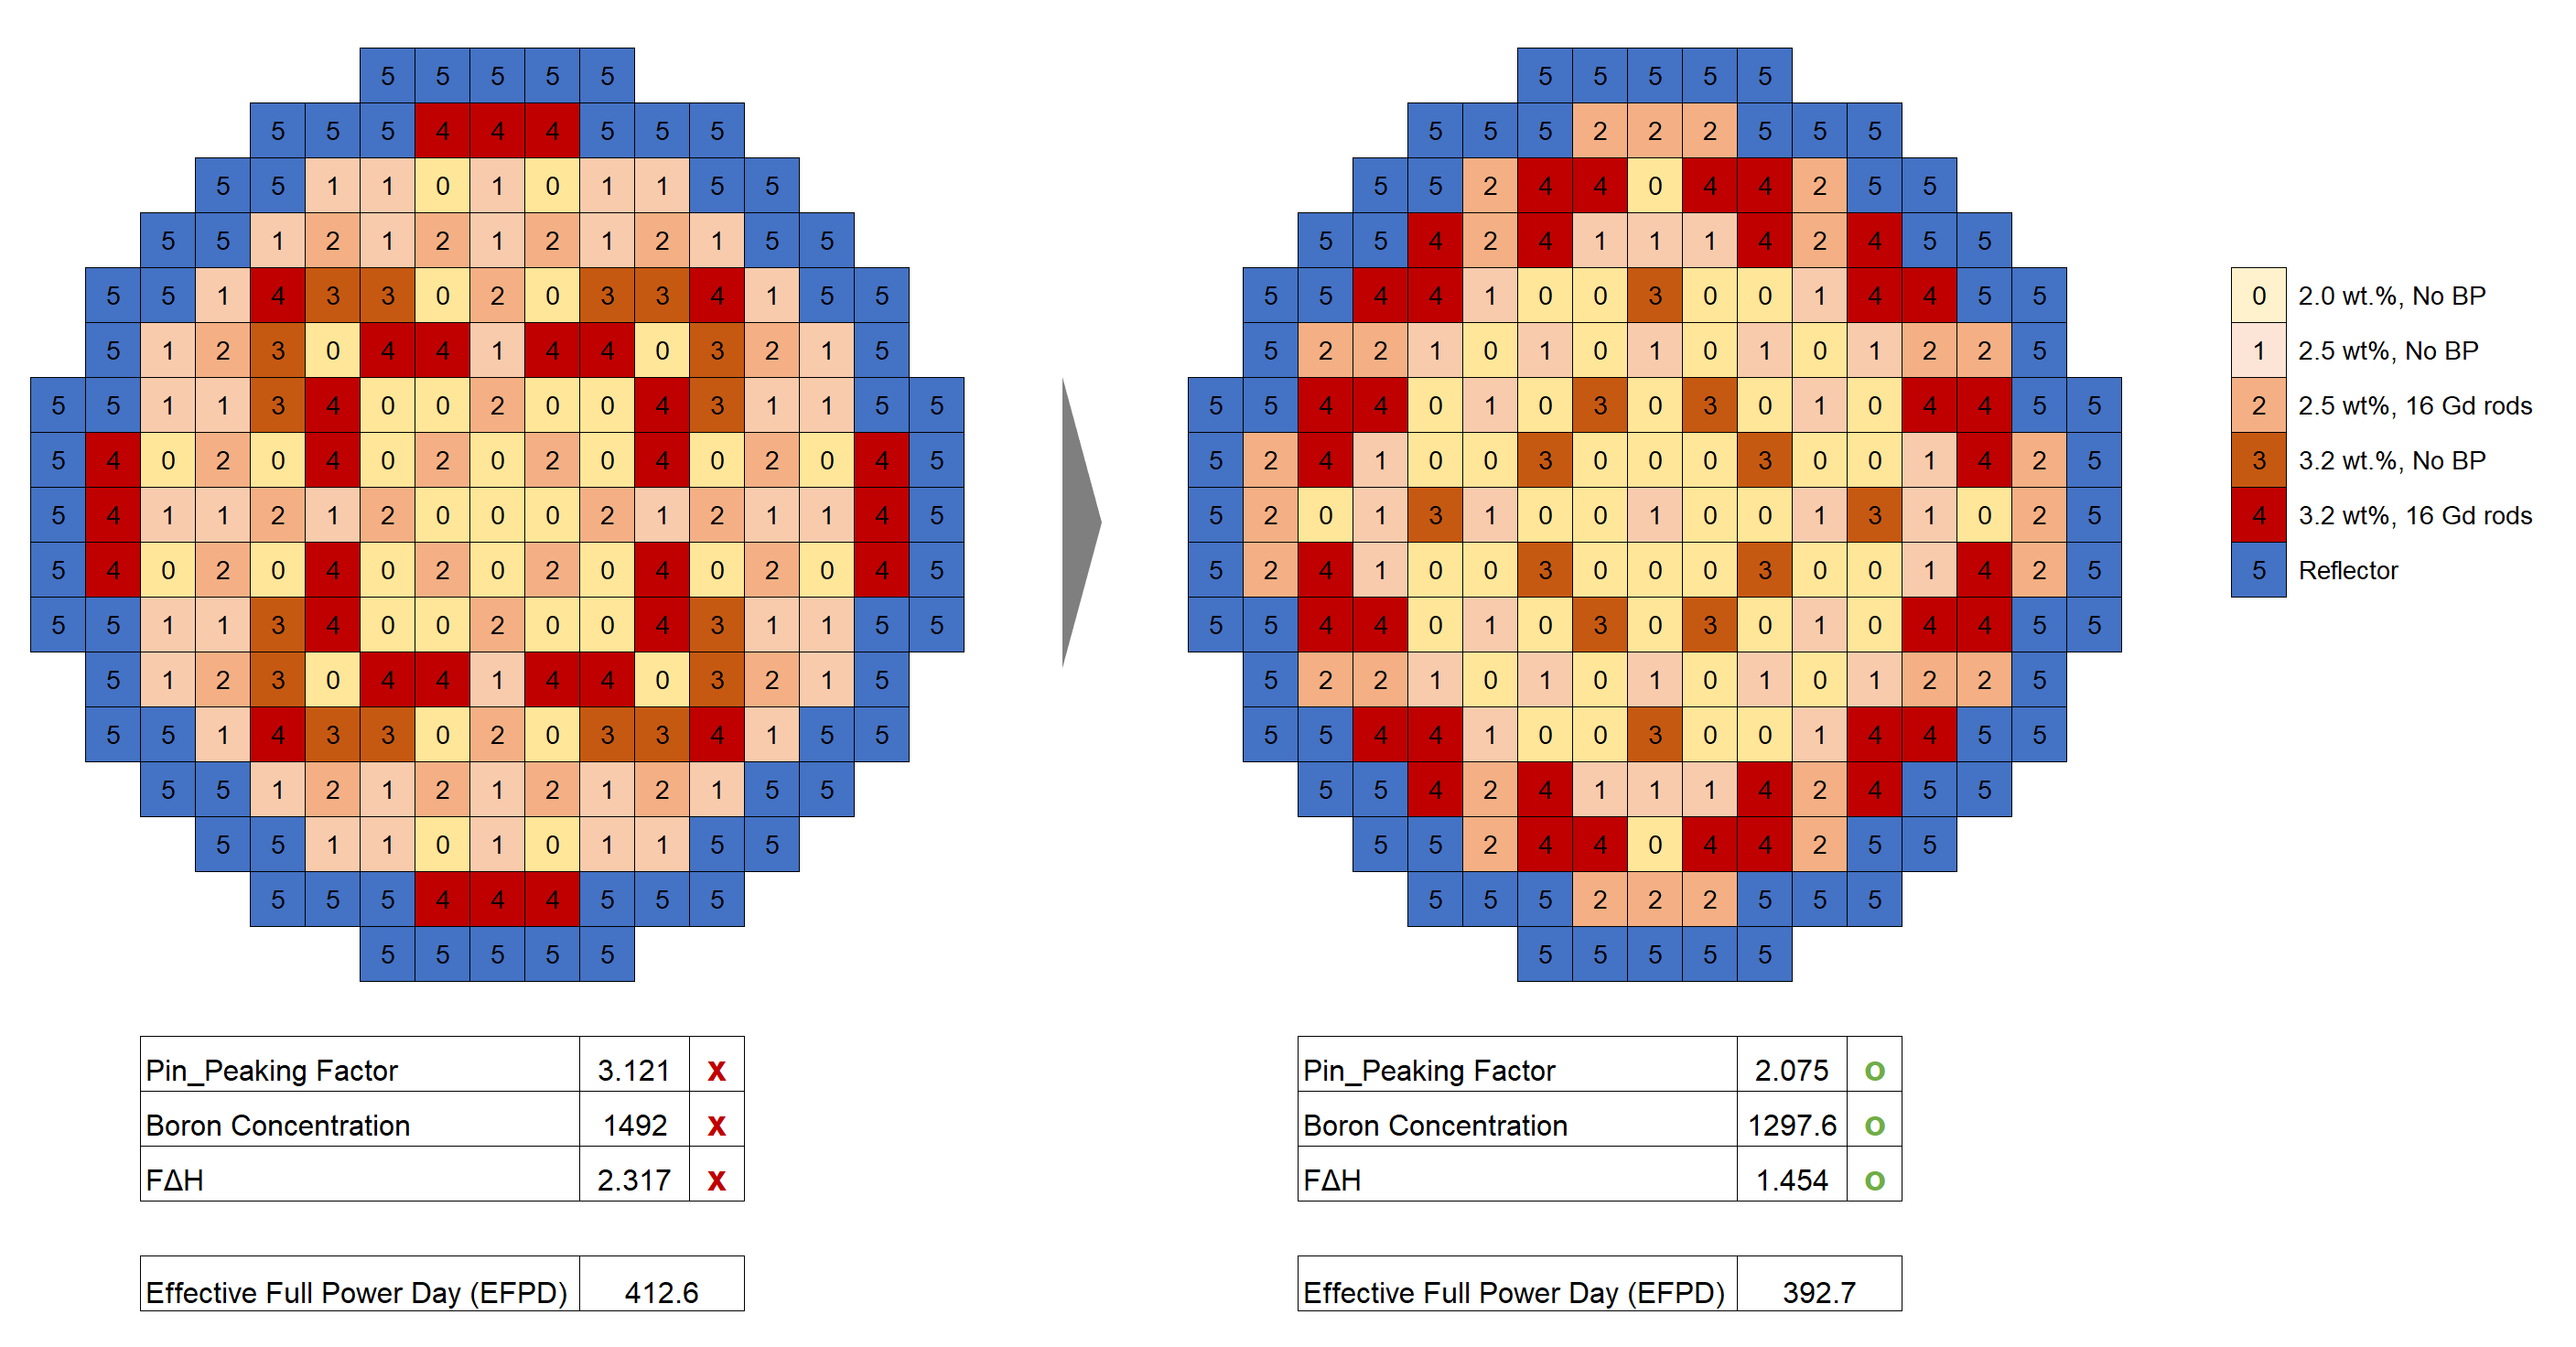 5 5 5 5 5 5 5 5 5 5
5 5 5 4 4 4 5 5 5 5 5 5 2 2 2 5 5 5
5 5 1 1 0 1 0 1 1 5 5 5 5 2 4 4 0 4 4 2 5 5
5 5 1 2 1 2 1 2 1 2 1 5 5 5 5 4 2 4 1 1 1 4 2 4 5 5
5 5 1 4 3 3 0 2 0 3 3 4 1 5 5 5 5 4 4 1 0 0 3 0 0 1 4 4 5 5 0 2.0 wt.%, No BP
5 1 2 3 0 4 4 1 4 4 0 3 2 1 5 5 2 2 1 0 1 0 1 0 1 0 1 2 2 5 1 2.5 wt%, No BP
5 5 1 1 3 4 0 0 2 0 0 4 3 1 1 5 5 5 5 4 4 0 1 0 3 0 3 0 1 0 4 4 5 5 2 2.5 wt%, 16 Gd rods
5 4 0 2 0 4 0 2 0 2 0 4 0 2 0 4 5 5 2 4 1 0 0 3 0 0 0 3 0 0 1 4 2 5 3 3.2 wt.%, No BP
5 4 1 1 2 1 2 0 0 0 2 1 2 1 1 4 5 5 2 0 1 3 1 0 0 1 0 0 1 3 1 0 2 5 4 3.2 wt%, 16 Gd rods
5 4 0 2 0 4 0 2 0 2 0 4 0 2 0 4 5 5 2 4 1 0 0 3 0 0 0 3 0 0 1 4 2 5 5 Reflector
5 5 1 1 3 4 0 0 2 0 0 4 3 1 1 5 5 5 5 4 4 0 1 0 3 0 3 0 1 0 4 4 5 5
5 1 2 3 0 4 4 1 4 4 0 3 2 1 5 5 2 2 1 0 1 0 1 0 1 0 1 2 2 5
5 5 1 4 3 3 0 2 0 3 3 4 1 5 5 5 5 4 4 1 0 0 3 0 0 1 4 4 5 5
5 5 1 2 1 2 1 2 1 2 1 5 5 5 5 4 2 4 1 1 1 4 2 4 5 5
5 5 1 1 0 1 0 1 1 5 5 5 5 2 4 4 0 4 4 2 5 5
5 5 5 4 4 4 5 5 5 5 5 5 2 2 2 5 5 5
5 5 5 5 5 5 5 5 5 5
Pin_Peaking Factor 3.121 x
Boron Concentration 1492 x
FΔH 2.317 x
Effective Full Power Day (EFPD) 412.6
Pin_Peaking Factor 2.075 o
Boron Concentration 1297.6 o
FΔH 1.454 o
Effective Full Power Day (EFPD) 392.7